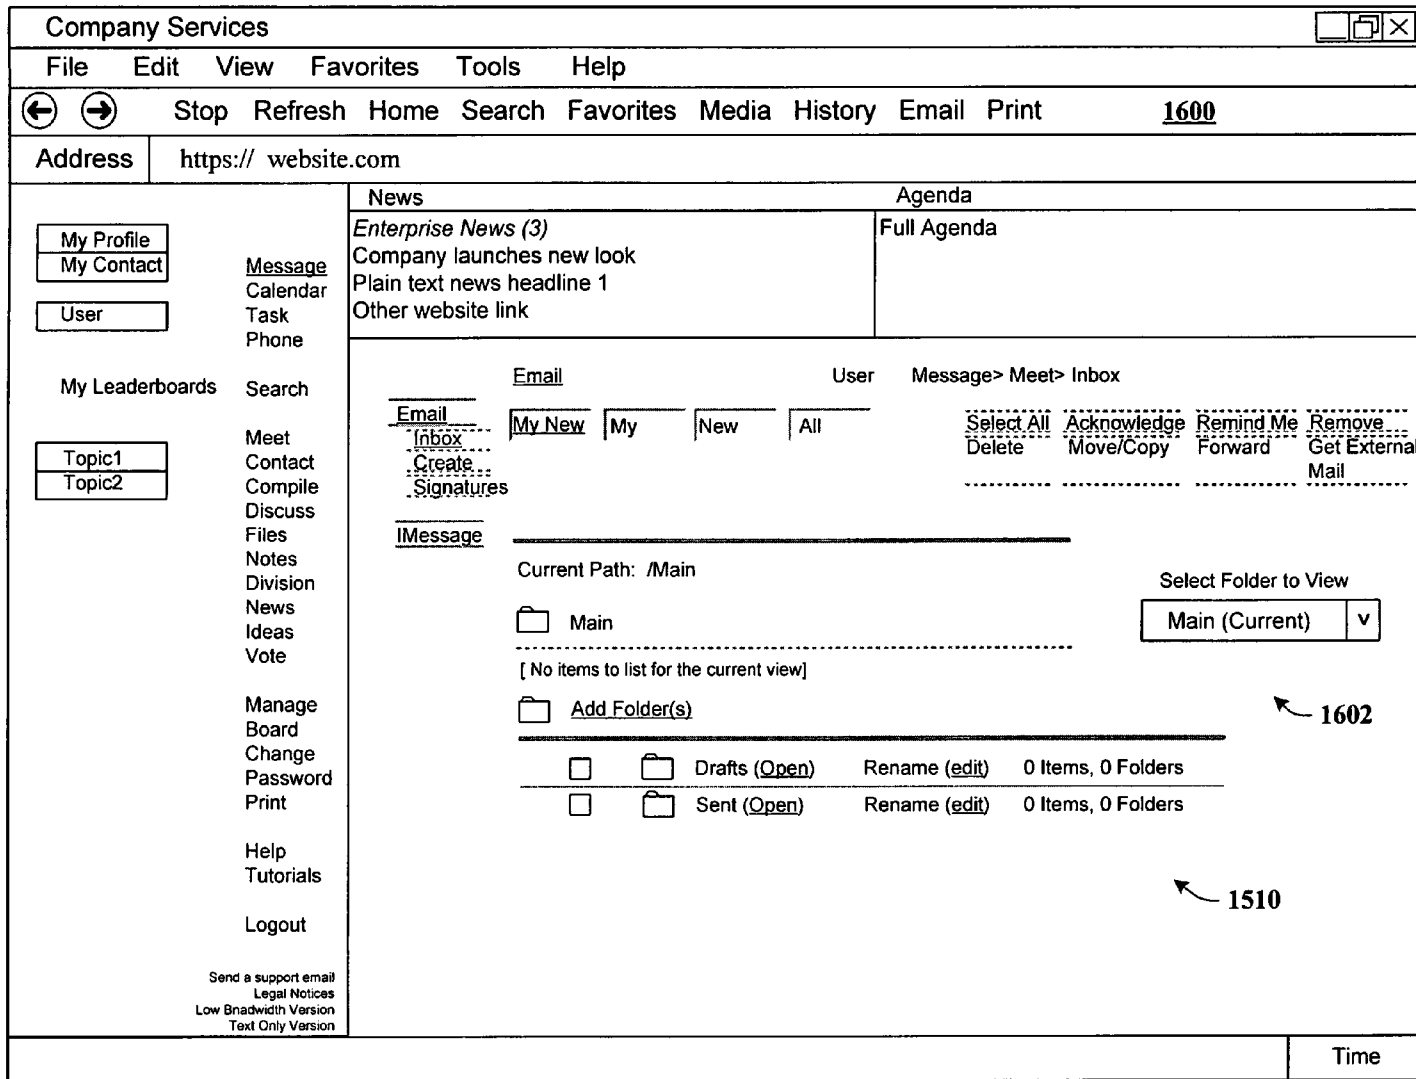 Company Services
File Edit View Favorites Tools Help
Stop Refresh Home Search Favorites Media History Email Print 1600
Address https:// website.com
My Profile
My Contact
User
My Leaderboards
Topic1
Topic2
Message
Calendar
Task
Phone
Search
Meet
Contact
Compile
Discuss
Files
Notes
Division
News
Ideas
Vote
Manage
Board
Change
Password
Print
Help
Tutorials
Logout
Send a support email
Legal Notices
Low Bnadwidth Version
Text Only Version
News Agenda
Enterprise News (3)
Company launches new look
Plain text news headline 1
Other website link
Full Agenda
Email User Message> Meet> Inbox
Email
Inbox
Create
Signatures
IMessage
My New My New All
Select All Acknowledge Remind Me Remove
Delete Move/Copy Forward Get External
Mail
Current Path: /Main
Select Folder to View
Main
Main (Current) v
[ No items to list for the current view]
Add Folder(s)
1602
Drafts (Open) Rename (edit) 0 Items, 0 Folders
Sent (Open) Rename (edit) 0 Items, 0 Folders
1510
Time